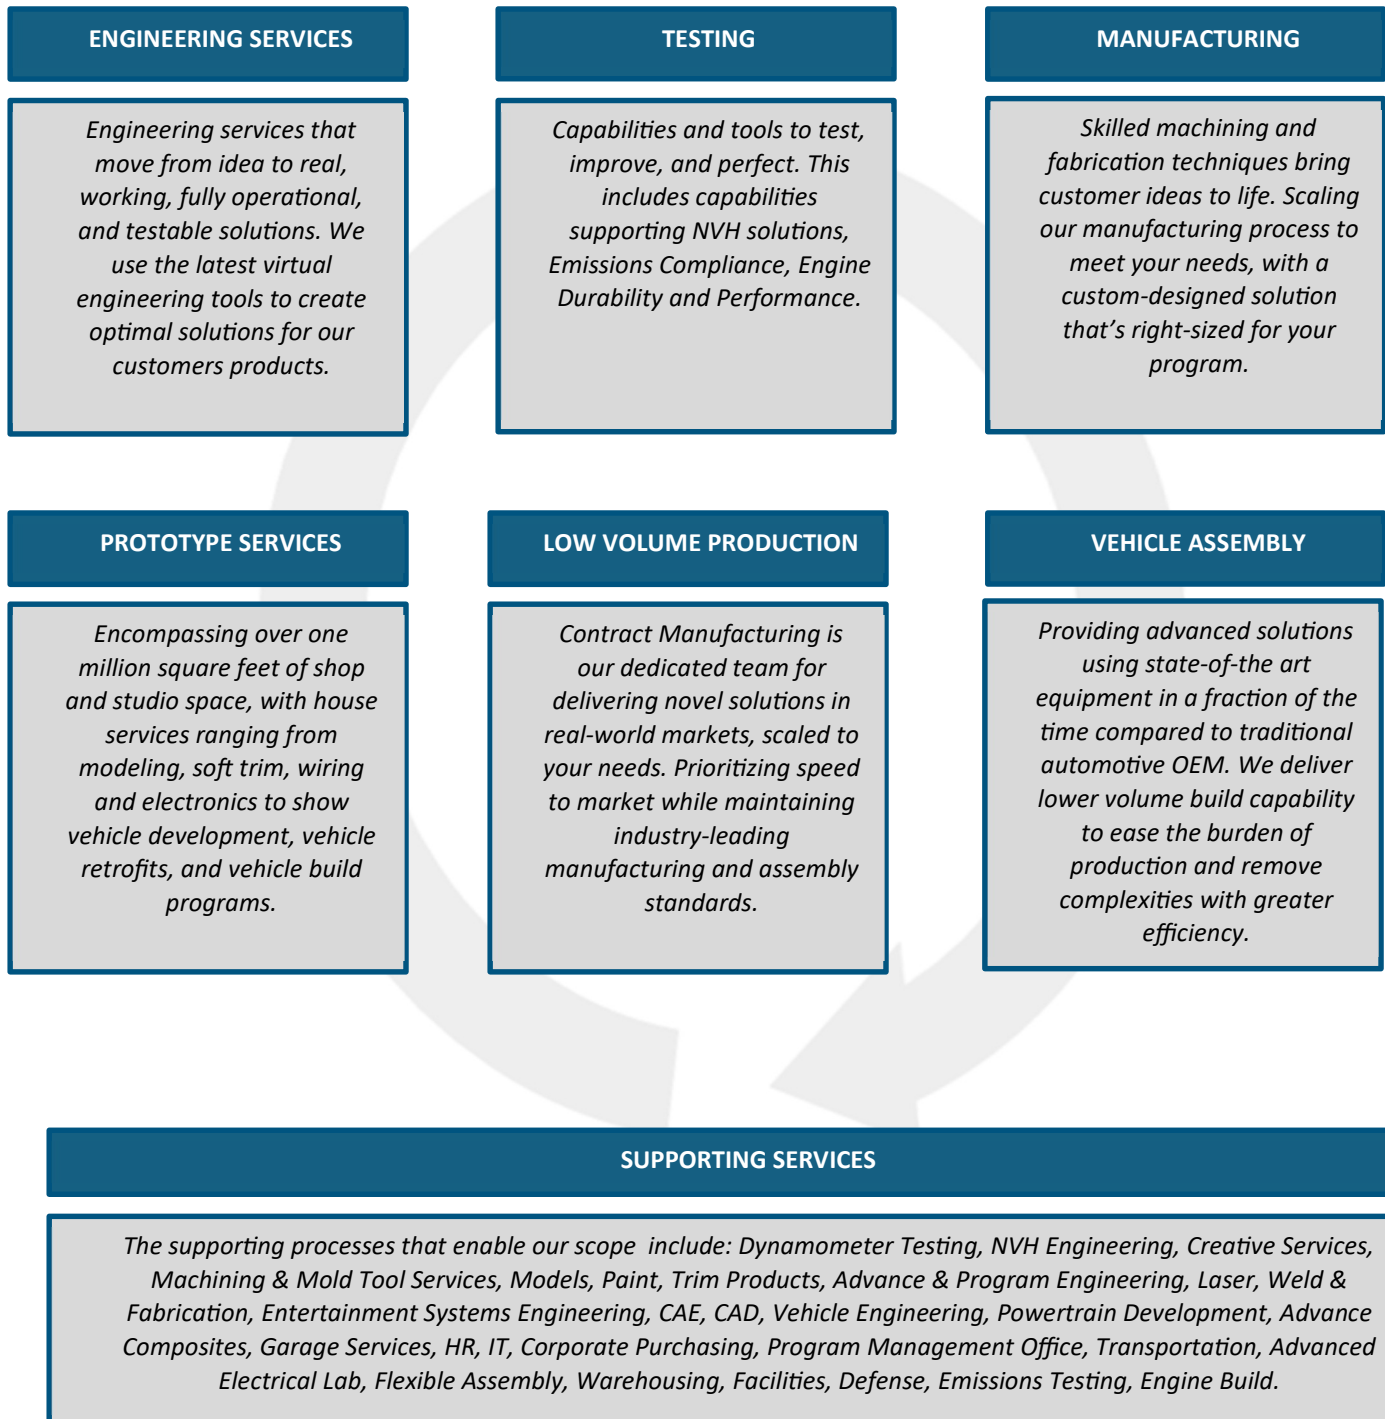 ENGINEERING SERVICES
Engineering services that
move from idea to real,
working, fully operational,
and testable solutions. We
use the latest virtual
engineering tools to create
optimal solutions for our
customers products.
TESTING
Capabilities and tools to test,
improve, and perfect. This
includes capabilities
supporting NVH solutions,
Emissions Compliance, Engine
Durability and Performance.
MANUFACTURING
Skilled machining and
fabrication techniques bring
customer ideas to life. Scaling
our manufacturing process to
meet your needs, with a
custom-designed solution
that’s right-sized for your
program.
PROTOTYPE SERVICES
Encompassing over one
million square feet of shop
and studio space, with house
services ranging from
modeling, soft trim, wiring
and electronics to show
vehicle development, vehicle
retrofits, and vehicle build
programs.
LOW VOLUME PRODUCTION
Contract Manufacturing is
our dedicated team for
delivering novel solutions in
real-world markets, scaled to
your needs. Prioritizing speed
to market while maintaining
industry-leading
manufacturing and assembly
standards.
VEHICLE ASSEMBLY
Providing advanced solutions
using state-of-the art
equipment in a fraction of the
time compared to traditional
automotive OEM. We deliver
lower volume build capability
to ease the burden of
production and remove
complexities with greater
efficiency.
SUPPORTING SERVICES
The supporting processes that enable our scope  include: Dynamometer Testing, NVH Engineering, Creative Services,
Machining & Mold Tool Services, Models, Paint, Trim Products, Advance & Program Engineering, Laser, Weld &
Fabrication, Entertainment Systems Engineering, CAE, CAD, Vehicle Engineering, Powertrain Development, Advance
Composites, Garage Services, HR, IT, Corporate Purchasing, Program Management Office, Transportation, Advanced
Electrical Lab, Flexible Assembly, Warehousing, Facilities, Defense, Emissions Testing, Engine Build.